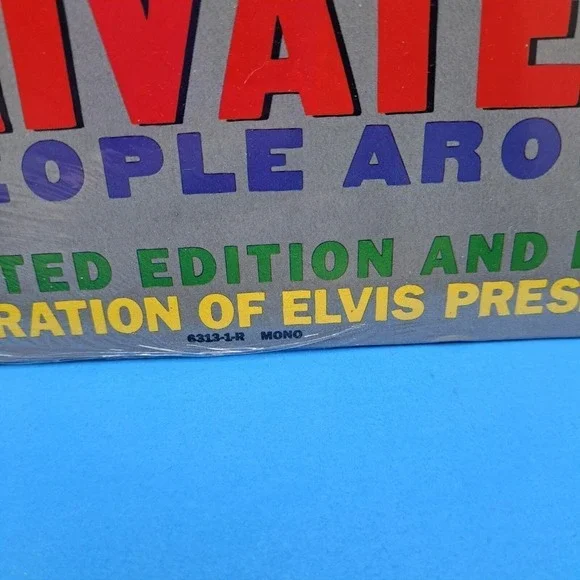 IVATE
EOPLE ARO
TED EDITION AND
RATION OF ELVIS PRES
6313-1-R MONO